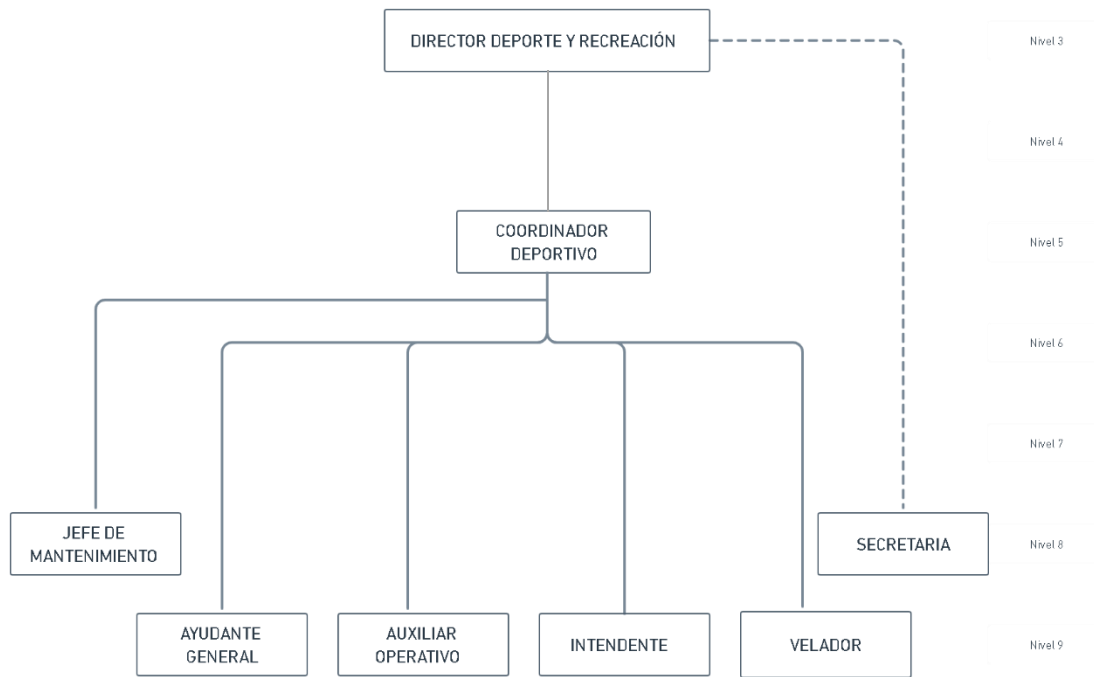 DIRECTOR DEPORTE Y RECREACIÓN
Nivel 3
Nivel 4
COORDINADOR
DEPORTIVO
Nivel 5
Nivel 6
Nivel 7
JEFE DE
MANTENIMIENTO
SECRETARIA
Nivel 8
AYUDANTE
GENERAL
AUXILIAR
OPERATIVO
INTENDENTE
VELADOR
Nivel 9